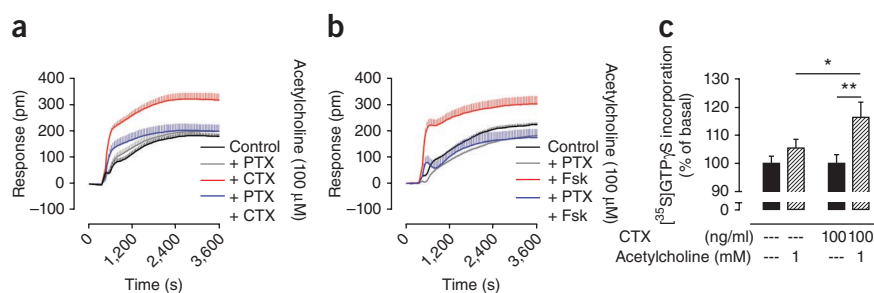 a
Response (pm)
400
300
200
100
0
–100
0
1,200
2,400
3,600
Time (s)
Acetylcholine (100 µM)
Control
+ PTX
+ CTX
+ PTX
+ CTX
b
Response (pm)
400
300
200
100
0
–100
0
1,200
2,400
3,600
Time (s)
Acetylcholine (100 µM)
Control
+ PTX
+ Fsk
+ PTX
+ Fsk
c
[³⁵S]GTPγS incorporation
(% of basal)
130
120
110
100
90
0
*
**
CTX (ng/ml) --- --- 100 100
Acetylcholine (mM) --- 1 --- 1